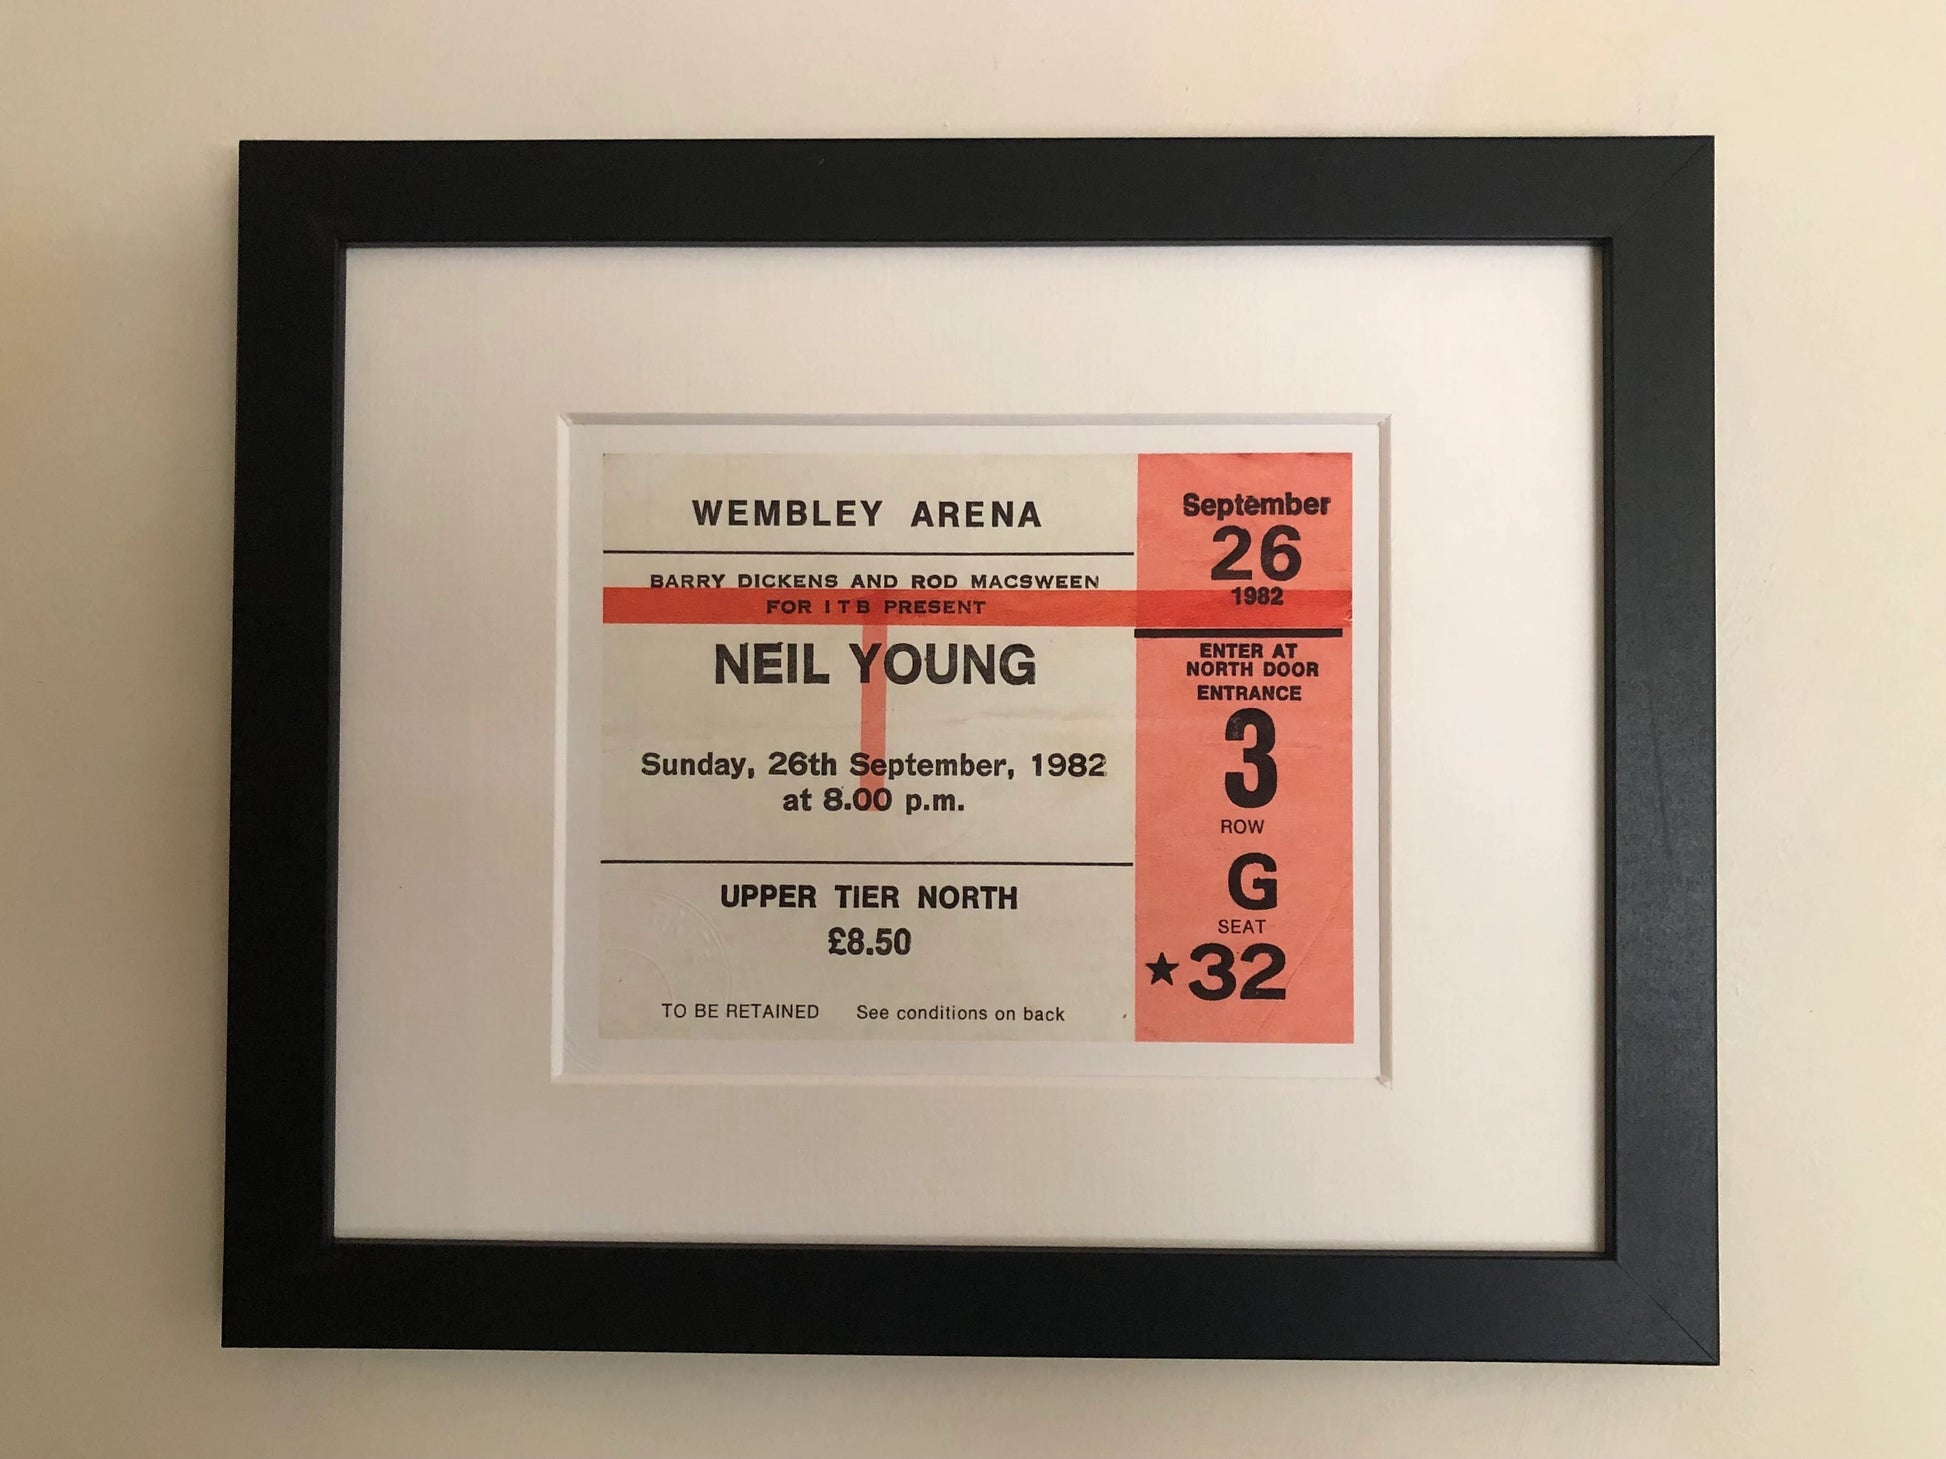 WEMBLEY ARENA
BARRY DICKENS AND ROD MACSWEEN
FOR ITB PRESENT
NEIL YOUNG
Sunday, 26th September, 1982
at 8.00 p.m.
UPPER TIER NORTH
£8.50
TO BE RETAINED See conditions on back
September
26
1982
ENTER AT
NORTH DOOR
ENTRANCE
3
ROW
G
SEAT
★32